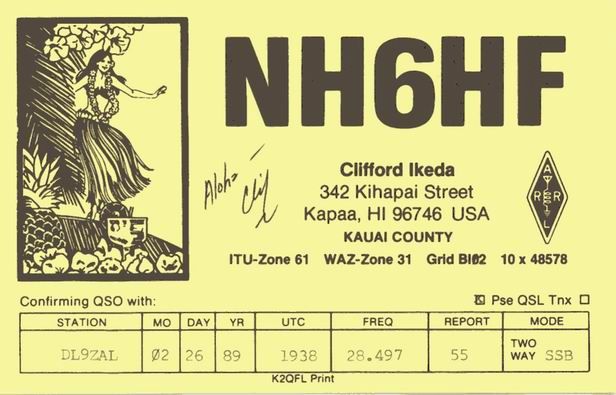 NH6HF
Aloha Clif
Clifford Ikeda
342 Kihapai Street
Kapaa, HI 96746 USA
KAUAI COUNTY
ITU-Zone 61 WAZ-Zone 31 Grid Bl02 10 x 48578
A
R R
L
Confirming QSO with:
☒ Pse QSL Tnx ☐
STATION MO DAY YR UTC FREQ REPORT MODE
DL9ZAL 02 26 89 1938 28.497 55 TWO WAY SSB
K2QFL Print